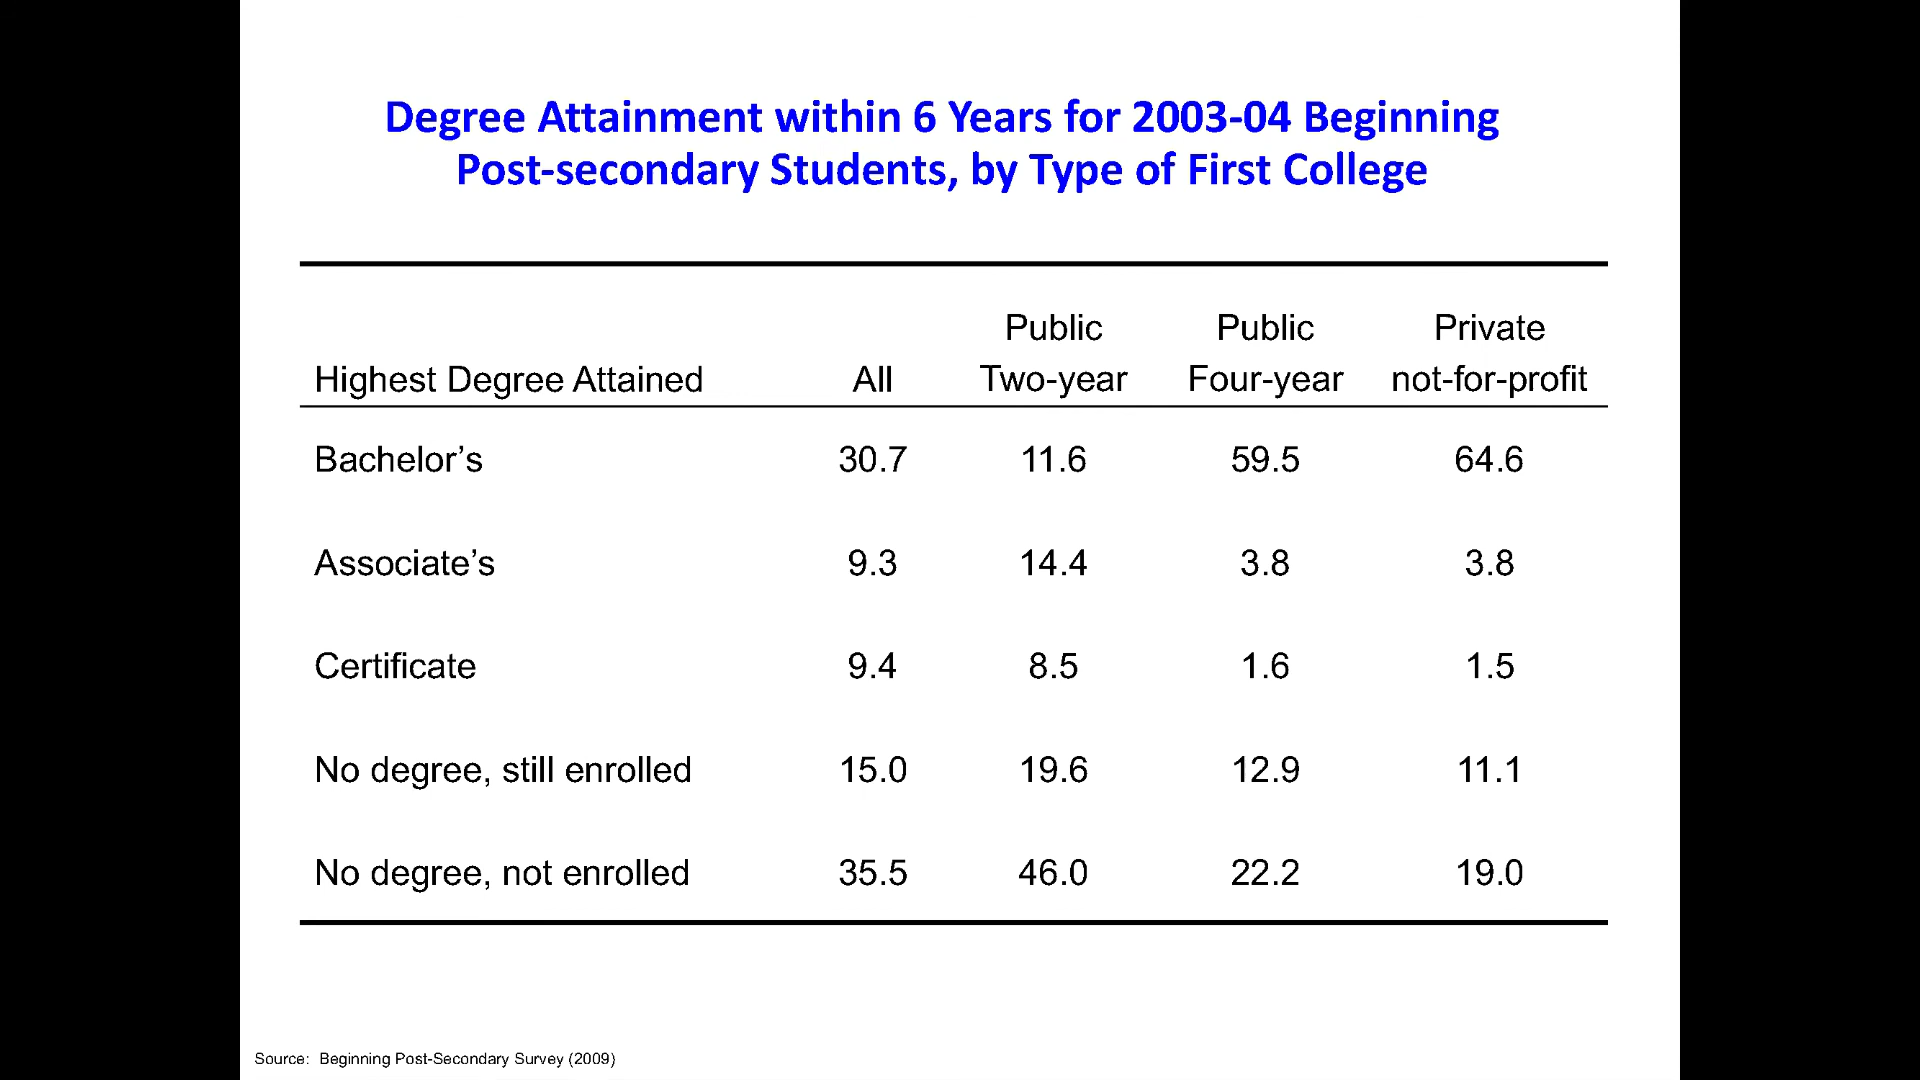 Degree Attainment within 6 Years for 2003-04 Beginning
Post-secondary Students, by Type of First College
Public Public Private
Highest Degree Attained All Two-year Four-year not-for-profit
Bachelor’s 30.7 11.6 59.5 64.6
Associate’s 9.3 14.4 3.8 3.8
Certificate 9.4 8.5 1.6 1.5
No degree, still enrolled 15.0 19.6 12.9 11.1
No degree, not enrolled 35.5 46.0 22.2 19.0
Source: Beginning Post-Secondary Survey (2009)